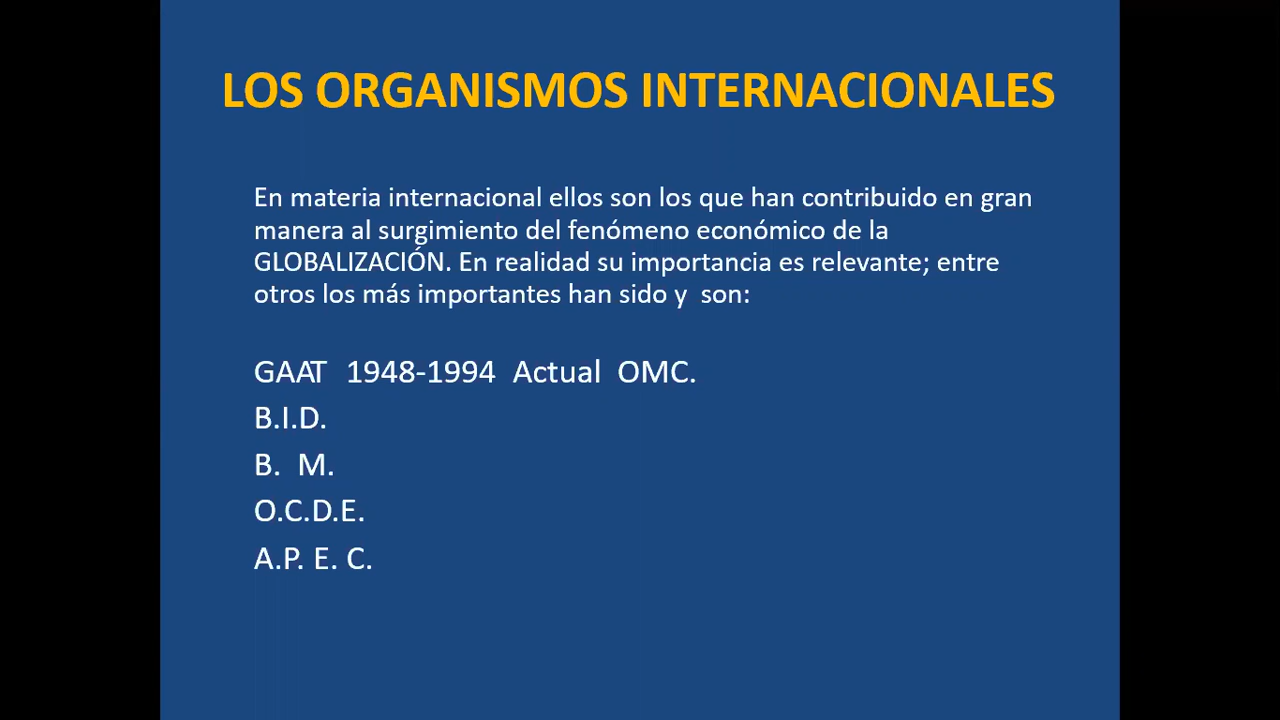 LOS ORGANISMOS INTERNACIONALES
En materia internacional ellos son los que han contribuido en gran
manera al surgimiento del fenómeno económico de la
GLOBALIZACIÓN. En realidad su importancia es relevante; entre
otros los más importantes han sido y son:
GAAT 1948-1994 Actual OMC.
B.I.D.
B. M.
O.C.D.E.
A.P. E. C.